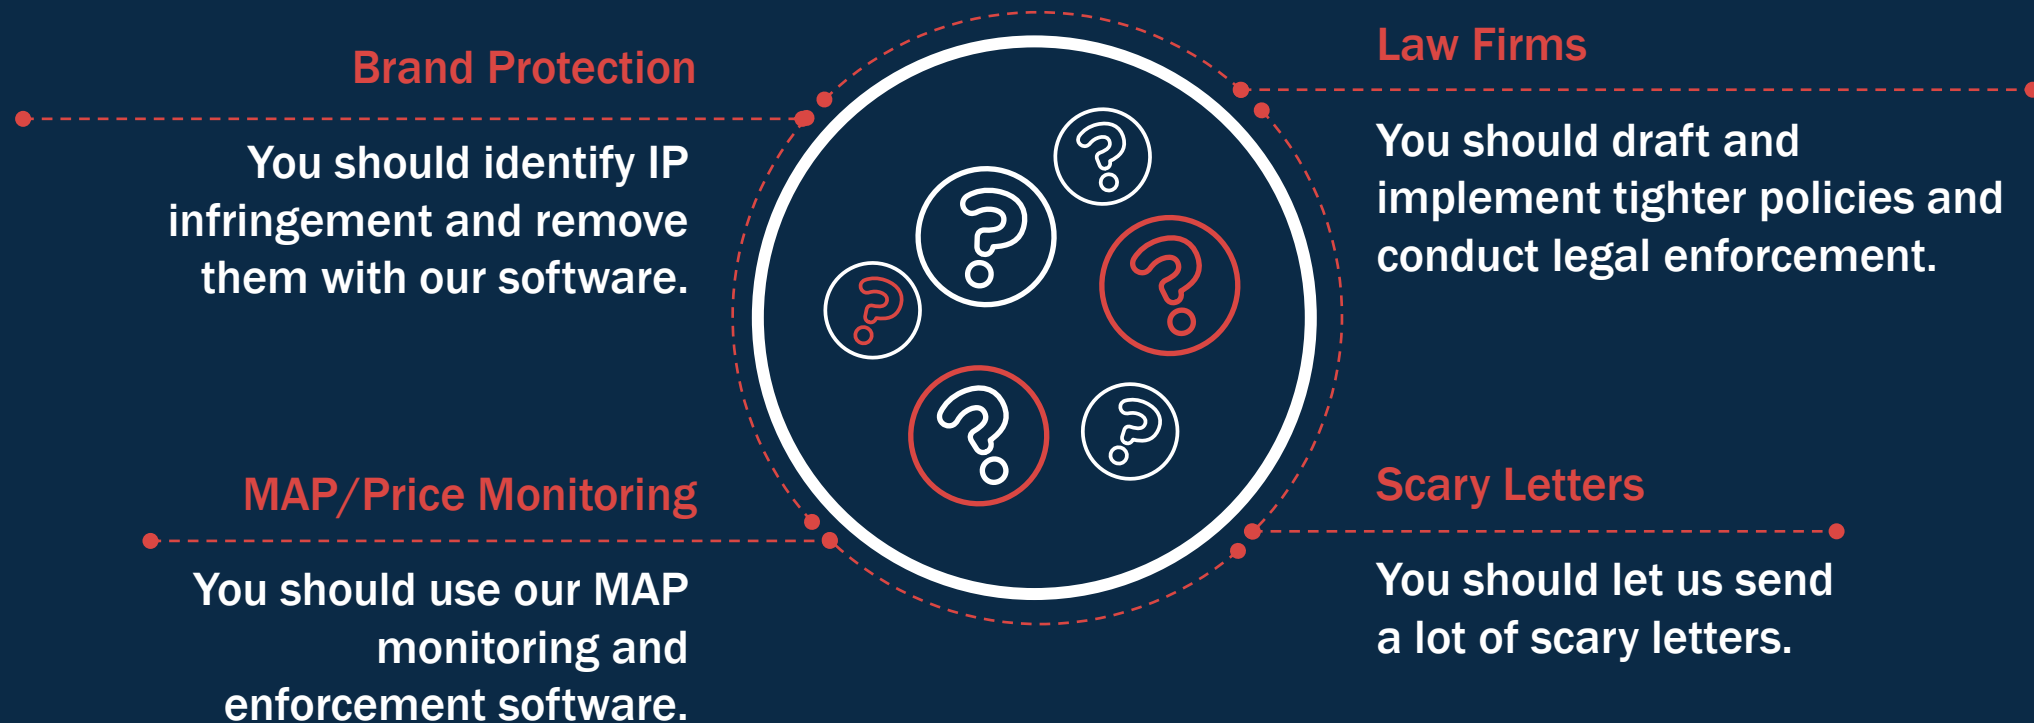 Brand Protection
You should identify IP
infringement and remove
them with our software.
Law Firms
You should draft and
implement tighter policies and
conduct legal enforcement.
MAP/Price Monitoring
You should use our MAP
monitoring and
enforcement software.
Scary Letters
You should let us send
a lot of scary letters.